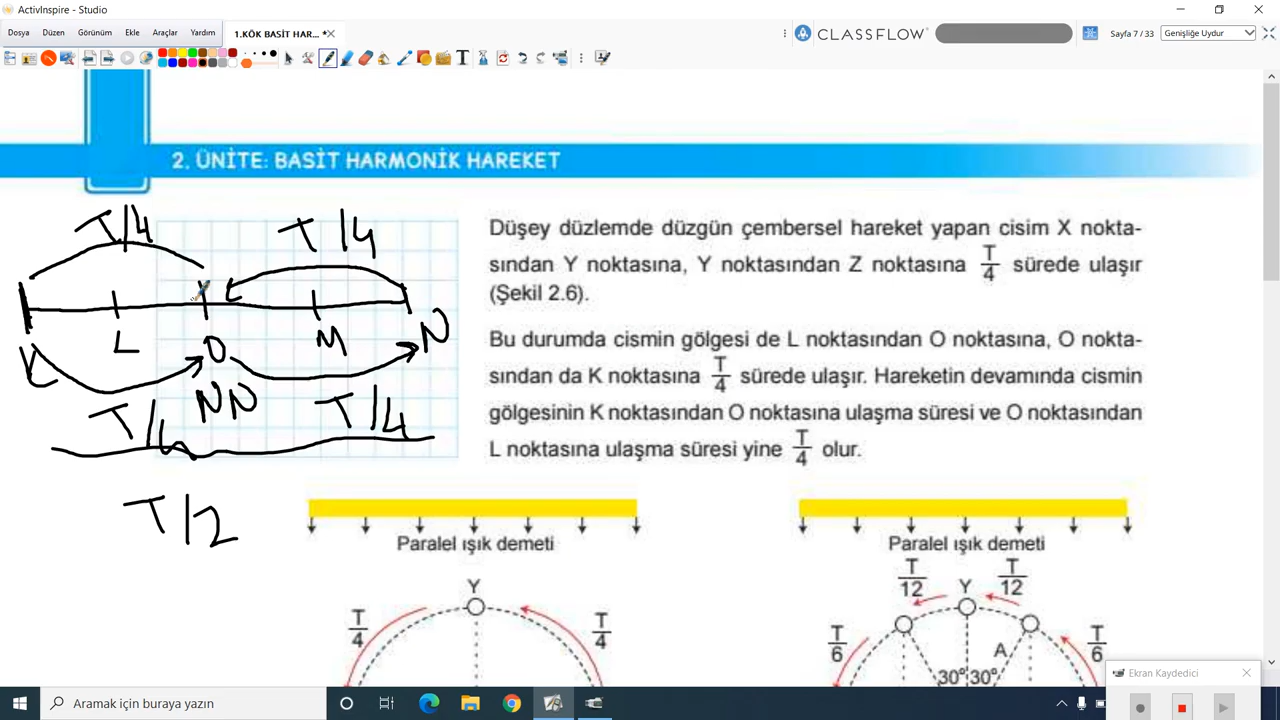 ActivInspire - Studio
Dosya Düzen Görünüm Ekle Araçlar Yardım
1.KÖK BASİT HAR... *
CLASSFLOW
Sayfa 7 / 33
Genişliğe Uydur
2. ÜNİTE: BASİT HARMONİK HAREKET
T/4 T/4
L O M N
K
NN
T/4 T/4
T/2
Düşey düzlemde düzgün çembersel hareket yapan cisim X nokta-
sından Y noktasına, Y noktasından Z noktasına T/4 sürede ulaşır
(Şekil 2.6).
Bu durumda cismin gölgesi de L noktasından O noktasına, O nokta-
sından da K noktasına T/4 sürede ulaşır. Hareketin devamında cismin
gölgesinin K noktasından O noktasına ulaşma süresi ve O noktasından
L noktasına ulaşma süresi yine T/4 olur.
Paralel ışık demeti
Y
T/4 T/4
Paralel ışık demeti
T/12 Y T/12
T/6 A T/6
30° 30°
Ekran Kaydedici
Aramak için buraya yazın